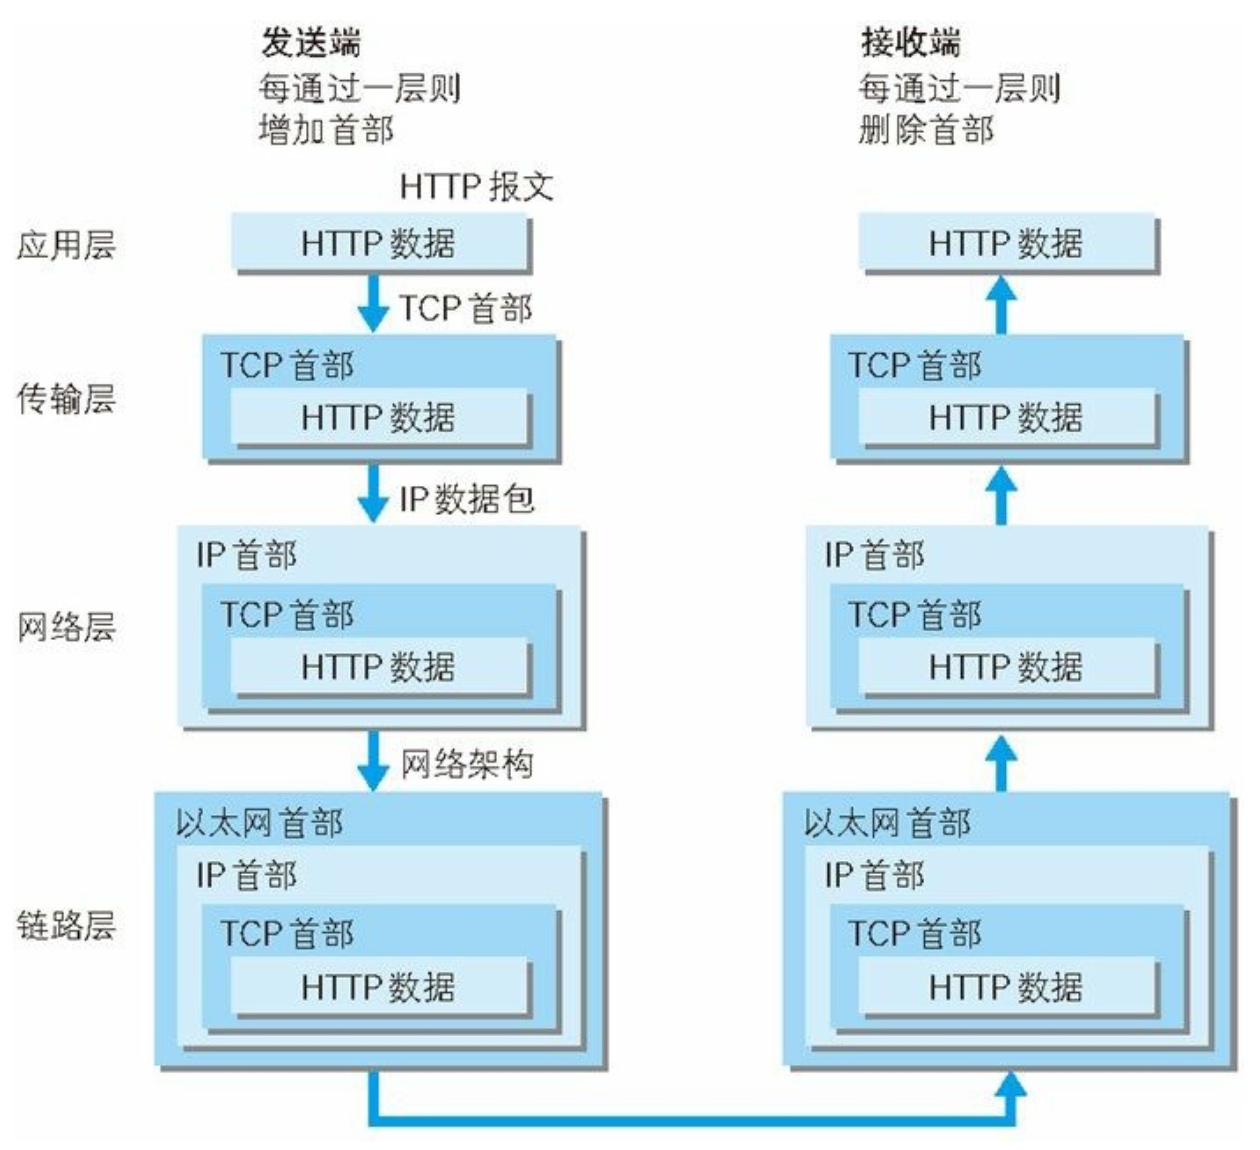 发送端
每通过一层则
增加首部
接收端
每通过一层则
删除首部
HTTP 报文
应用层
HTTP 数据
HTTP 数据
TCP 首部
传输层
TCP 首部
HTTP 数据
TCP 首部
HTTP 数据
IP 数据包
网络层
IP 首部
TCP 首部
HTTP 数据
IP 首部
TCP 首部
HTTP 数据
网络架构
链路层
以太网首部
IP 首部
TCP 首部
HTTP 数据
以太网首部
IP 首部
TCP 首部
HTTP 数据